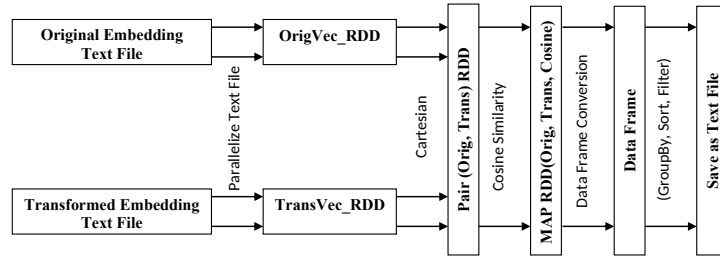 Original Embedding
Text File
OrigVec_RDD
Transformed Embedding
Text File
TransVec_RDD
Parallelize Text File
Cartesian
Pair (Orig, Trans) RDD
Cosine Similarity
MAP RDD(Orig, Trans, Cosine)
Data Frame Conversion
Data Frame
(GroupBy, Sort, Filter)
Save as Text File